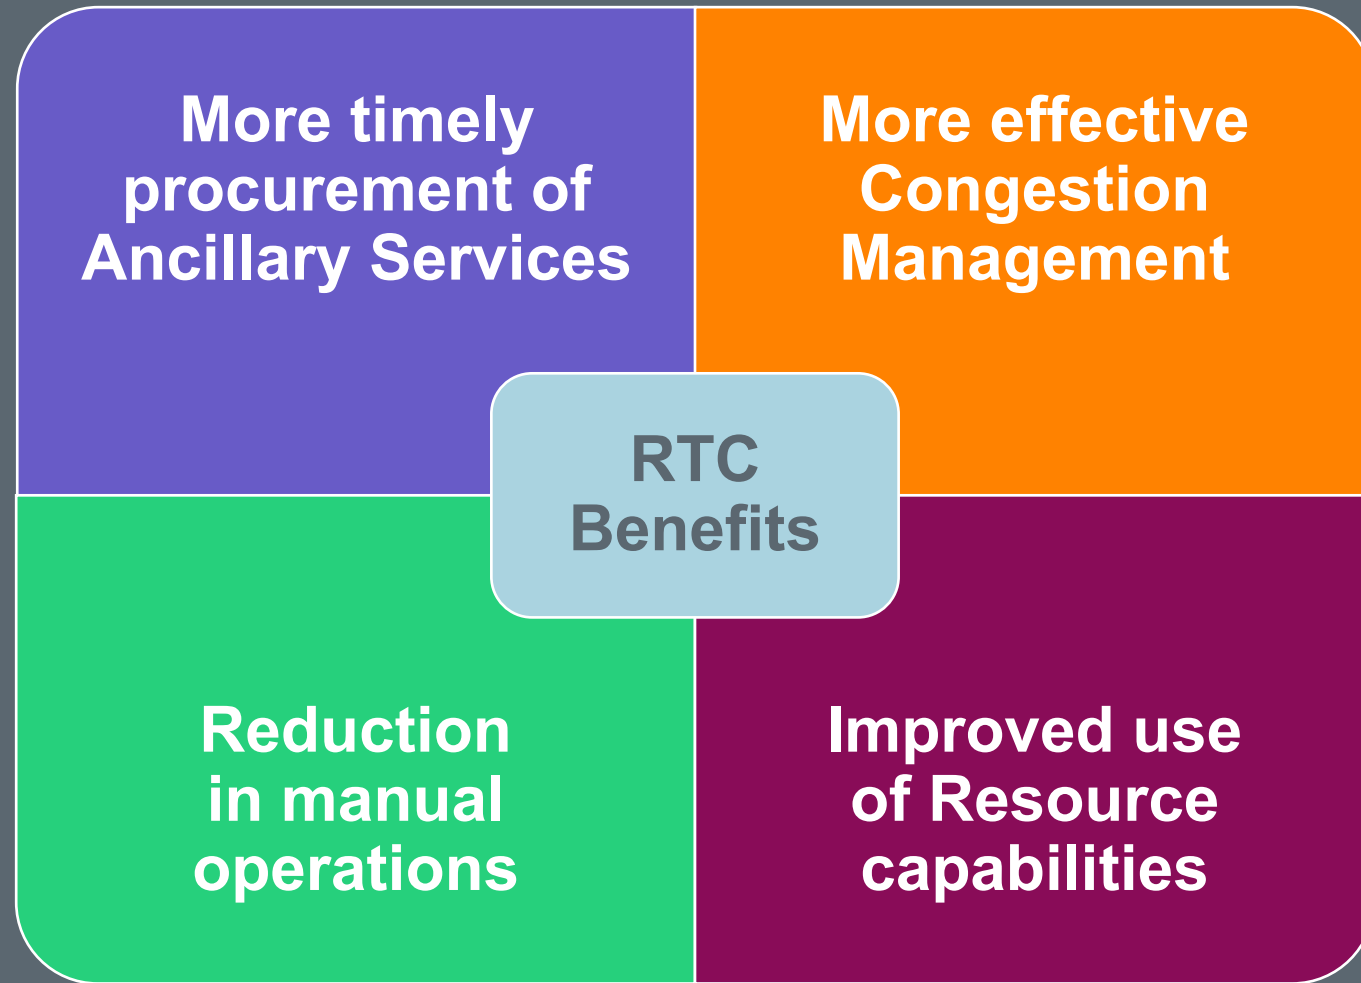 More timely
procurement of
Ancillary Services
More effective
Congestion
Management
RTC
Benefits
Reduction
in manual
operations
Improved use
of Resource
capabilities